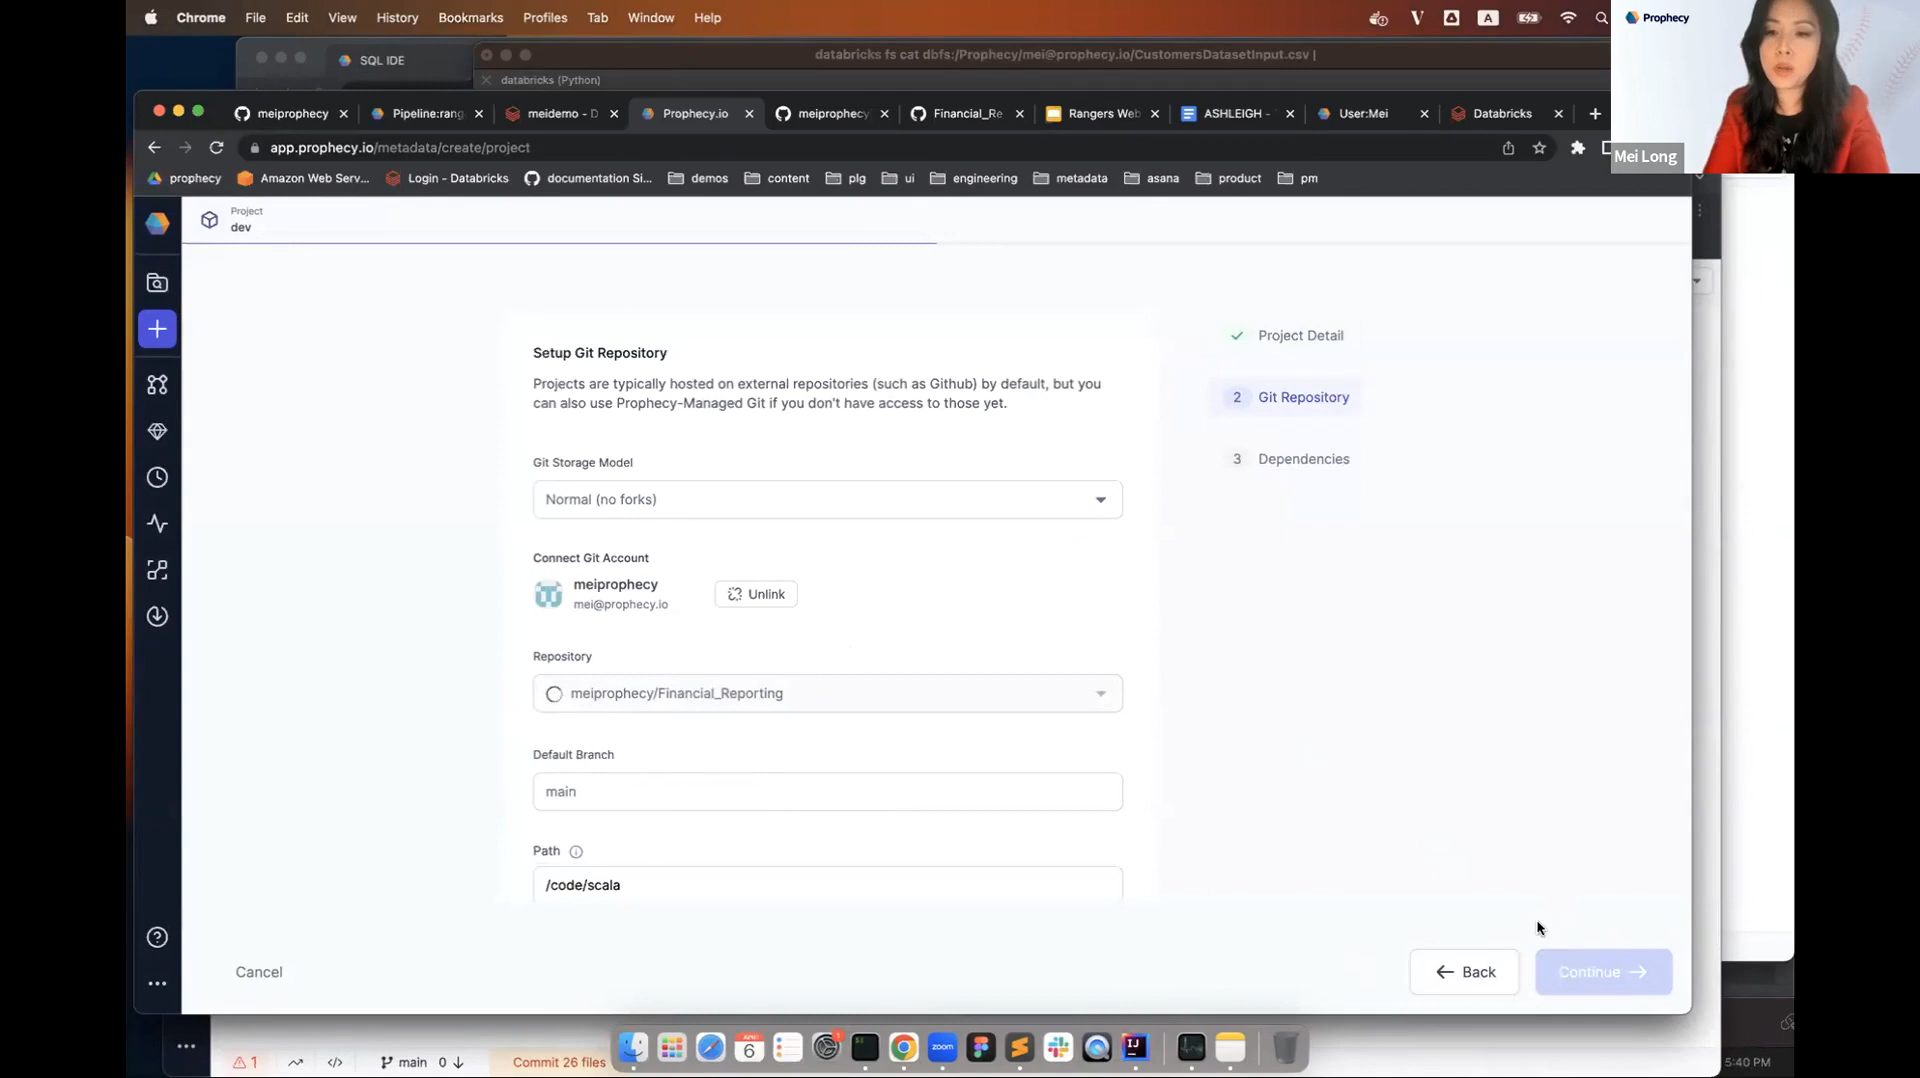 Chrome File Edit View History Bookmarks Profiles Tab Window Help
A
Prophecy
SQL IDE
databricks fs cat dbfs:/Prophecy/mei@prophecy.io/CustomersDatasetInput.csv |
databricks (Python)
meiprophecy
Pipeline:rang
meidemo - D
Prophecy.io
meiprophecy
Financial_Re
Rangers Web
ASHLEIGH -
User:Mei
Databricks
app.prophecy.io/metadata/create/project
Mei Long
prophecy
Amazon Web Serv...
Login - Databricks
documentation Si...
demos
content
plg
ui
engineering
metadata
asana
product
pm
Project
dev
Setup Git Repository
Projects are typically hosted on external repositories (such as Github) by default, but you
can also use Prophecy-Managed Git if you don't have access to those yet.
Project Detail
2 Git Repository
3 Dependencies
Git Storage Model
Normal (no forks)
Connect Git Account
meiprophecy
mei@prophecy.io
Unlink
Repository
meiprophecy/Financial_Reporting
Default Branch
main
Path
/code/scala
Cancel
Back
Continue
6
zoom
IJ
1
main 0
Commit 26 files
5:40 PM